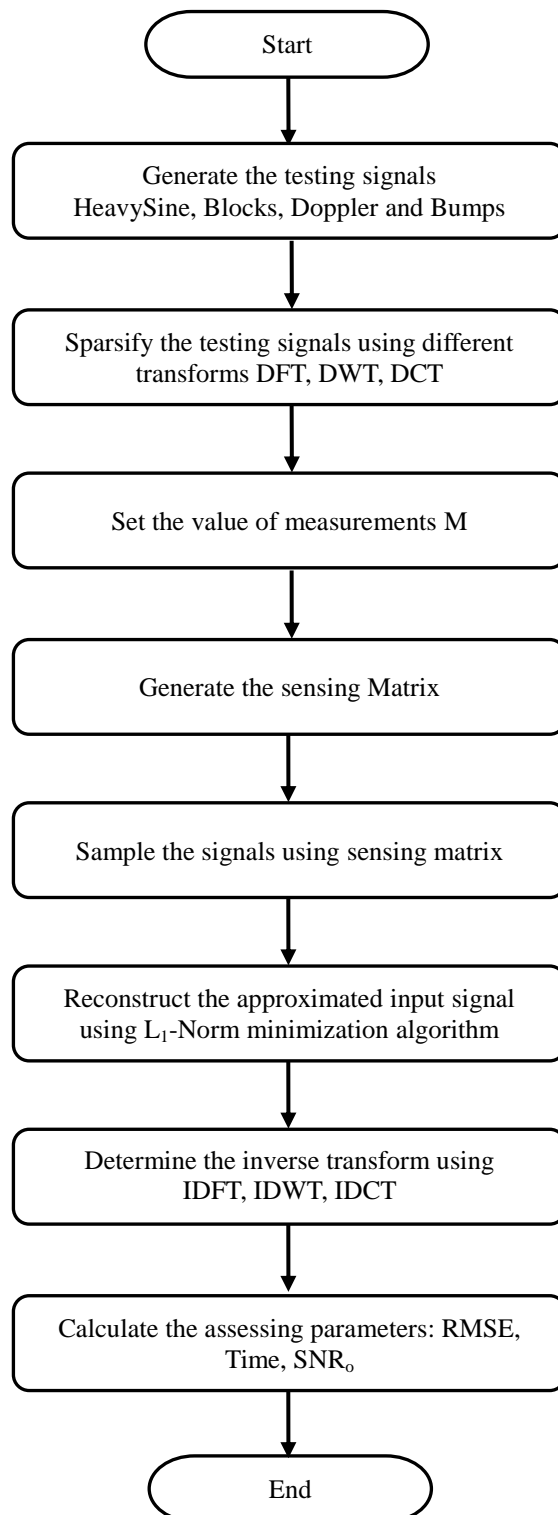 Start
Generate the testing signals
HeavySine, Blocks, Doppler and Bumps
Sparsify the testing signals using different
transforms DFT, DWT, DCT
Set the value of measurements M
Generate the sensing Matrix
Sample the signals using sensing matrix
Reconstruct the approximated input signal
using L₁-Norm minimization algorithm
Determine the inverse transform using
IDFT, IDWT, IDCT
Calculate the assessing parameters: RMSE,
Time, SNRₒ
End